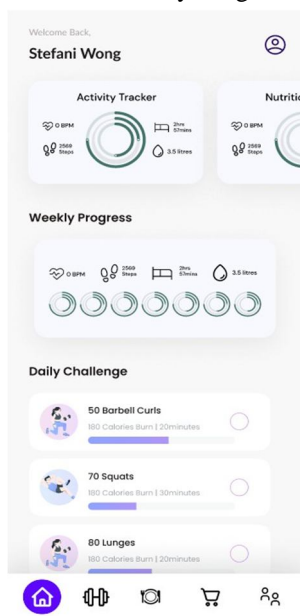 Welcome Back,
Stefani Wong
Activity Tracker
0 BPM
2hrs
57mins
2569
Steps
3.5 litres
Nutriti
0 BPM
2569
Steps
Weekly Progress
0 BPM
2569
Steps
2hrs
57mins
3.5 litres
Daily Challenge
50 Barbell Curls
180 Calories Burn | 20minutes
70 Squats
180 Calories Burn | 30minutes
80 Lunges
180 Calories Burn | 20minutes